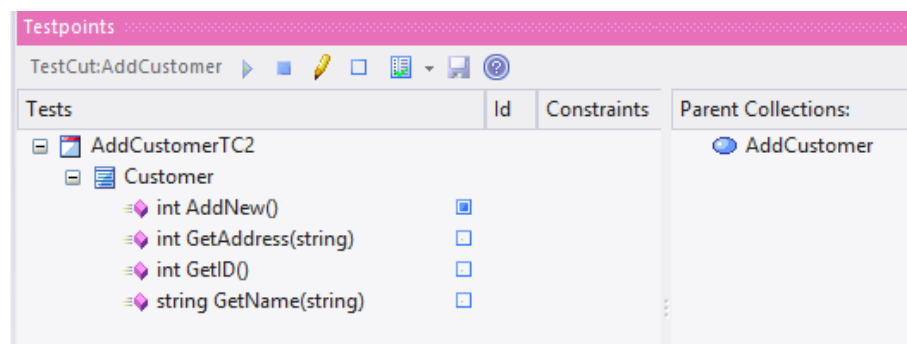 Testpoints
TestCut:AddCustomer
Tests Id Constraints Parent Collections:
AddCustomerTC2 AddCustomer
Customer
int AddNew()
int GetAddress(string)
int GetID()
string GetName(string)